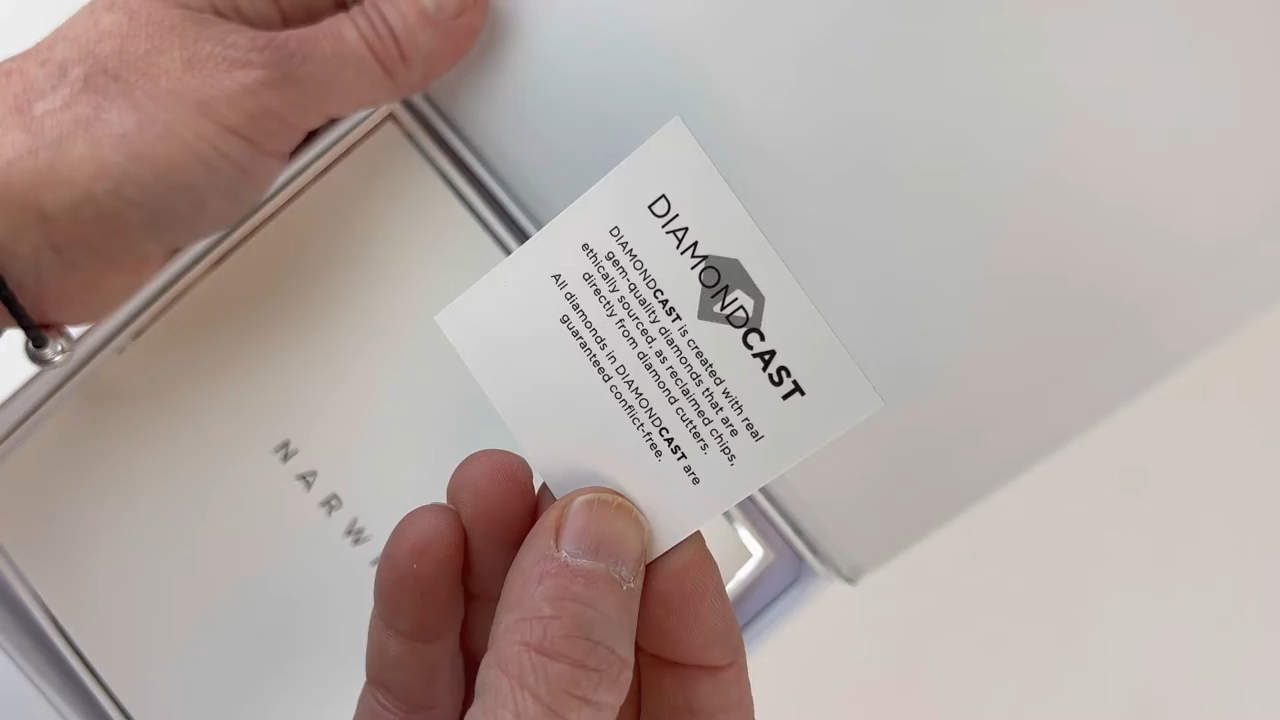 DIAMONDCAST
DIAMONDCAST is created with real
gem-quality diamonds that are
ethically sourced, as reclaimed chips,
directly from diamond cutters.
All diamonds in DIAMONDCAST are
guaranteed conflict-free.
NARW